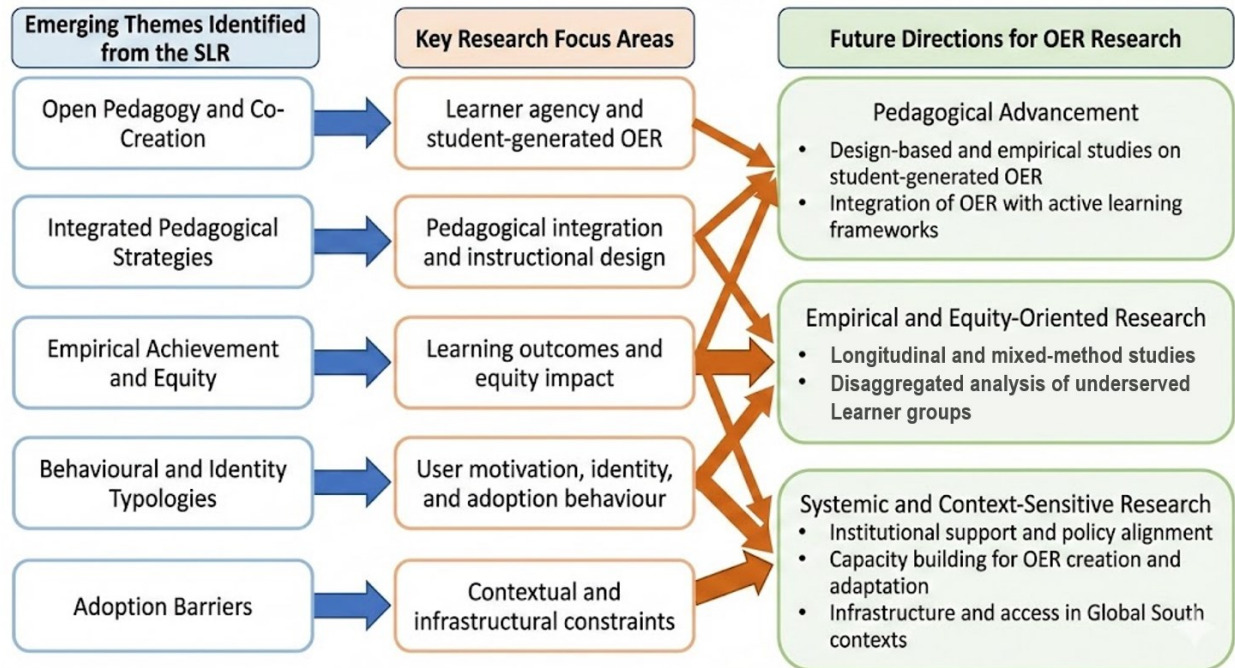 Emerging Themes Identified
from the SLR
Key Research Focus Areas
Future Directions for OER Research
Open Pedagogy and Co-
Creation
Learner agency and
student-generated OER
Integrated Pedagogical
Strategies
Pedagogical integration
and instructional design
Empirical Achievement
and Equity
Learning outcomes and
equity impact
Behavioural and Identity
Typologies
User motivation, identity,
and adoption behaviour
Adoption Barriers
Contextual and
infrastructural constraints
Pedagogical Advancement
• Design-based and empirical studies on
student-generated OER
• Integration of OER with active learning
frameworks
Empirical and Equity-Oriented Research
• Longitudinal and mixed-method studies
• Disaggregated analysis of underserved
Learner groups
Systemic and Context-Sensitive Research
• Institutional support and policy alignment
• Capacity building for OER creation and
adaptation
• Infrastructure and access in Global South
contexts